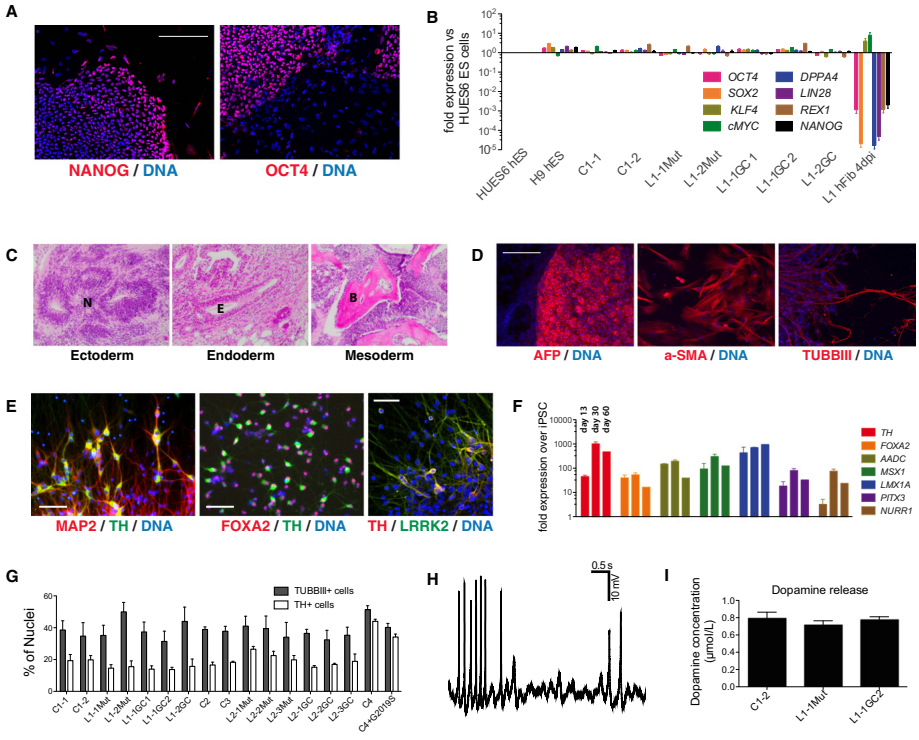 A
NANOG / DNA
OCT4 / DNA
B
fold expression vs
HUES6 ES cells
10²
10¹
10⁰
10⁻¹
10⁻²
10⁻³
10⁻⁴
10⁻⁵
OCT4
SOX2
KLF4
cMYC
DPPA4
LIN28
REX1
NANOG
HUES6 hES
H9 hES
C1-1
C1-2
L1-1Mut
L1-2Mut
L1-1GC 1
L1-1GC 2
L1-2GC
L1 hFib 4dpi
C
N
E
B
Ectoderm
Endoderm
Mesoderm
D
AFP / DNA
a-SMA / DNA
TUBBIII / DNA
E
MAP2 / TH / DNA
FOXA2 / TH / DNA
TH / LRRK2 / DNA
F
fold expression over iPSC
10000
1000
100
10
1
day 13
day 30
day 60
TH
FOXA2
AADC
MSX1
LMX1A
PITX3
NURR1
G
% of Nuclei
60
40
20
0
TUBBIII+ cells
TH+ cells
C1-1
C1-2
L1-1Mut
L1-2Mut
L1-1GC1
L1-1GC2
L1-2GC
C2
C3
L2-1Mut
L2-2Mut
L2-3Mut
L2-1GC
L2-2GC
L2-3GC
C4
C4+G2019S
H
0.5 s
10 mV
I
Dopamine release
Dopamine concentration
(µmol/L)
0.8
0.6
0.4
0.2
0.0
C1-2
L1-1Mut
L1-1GC2